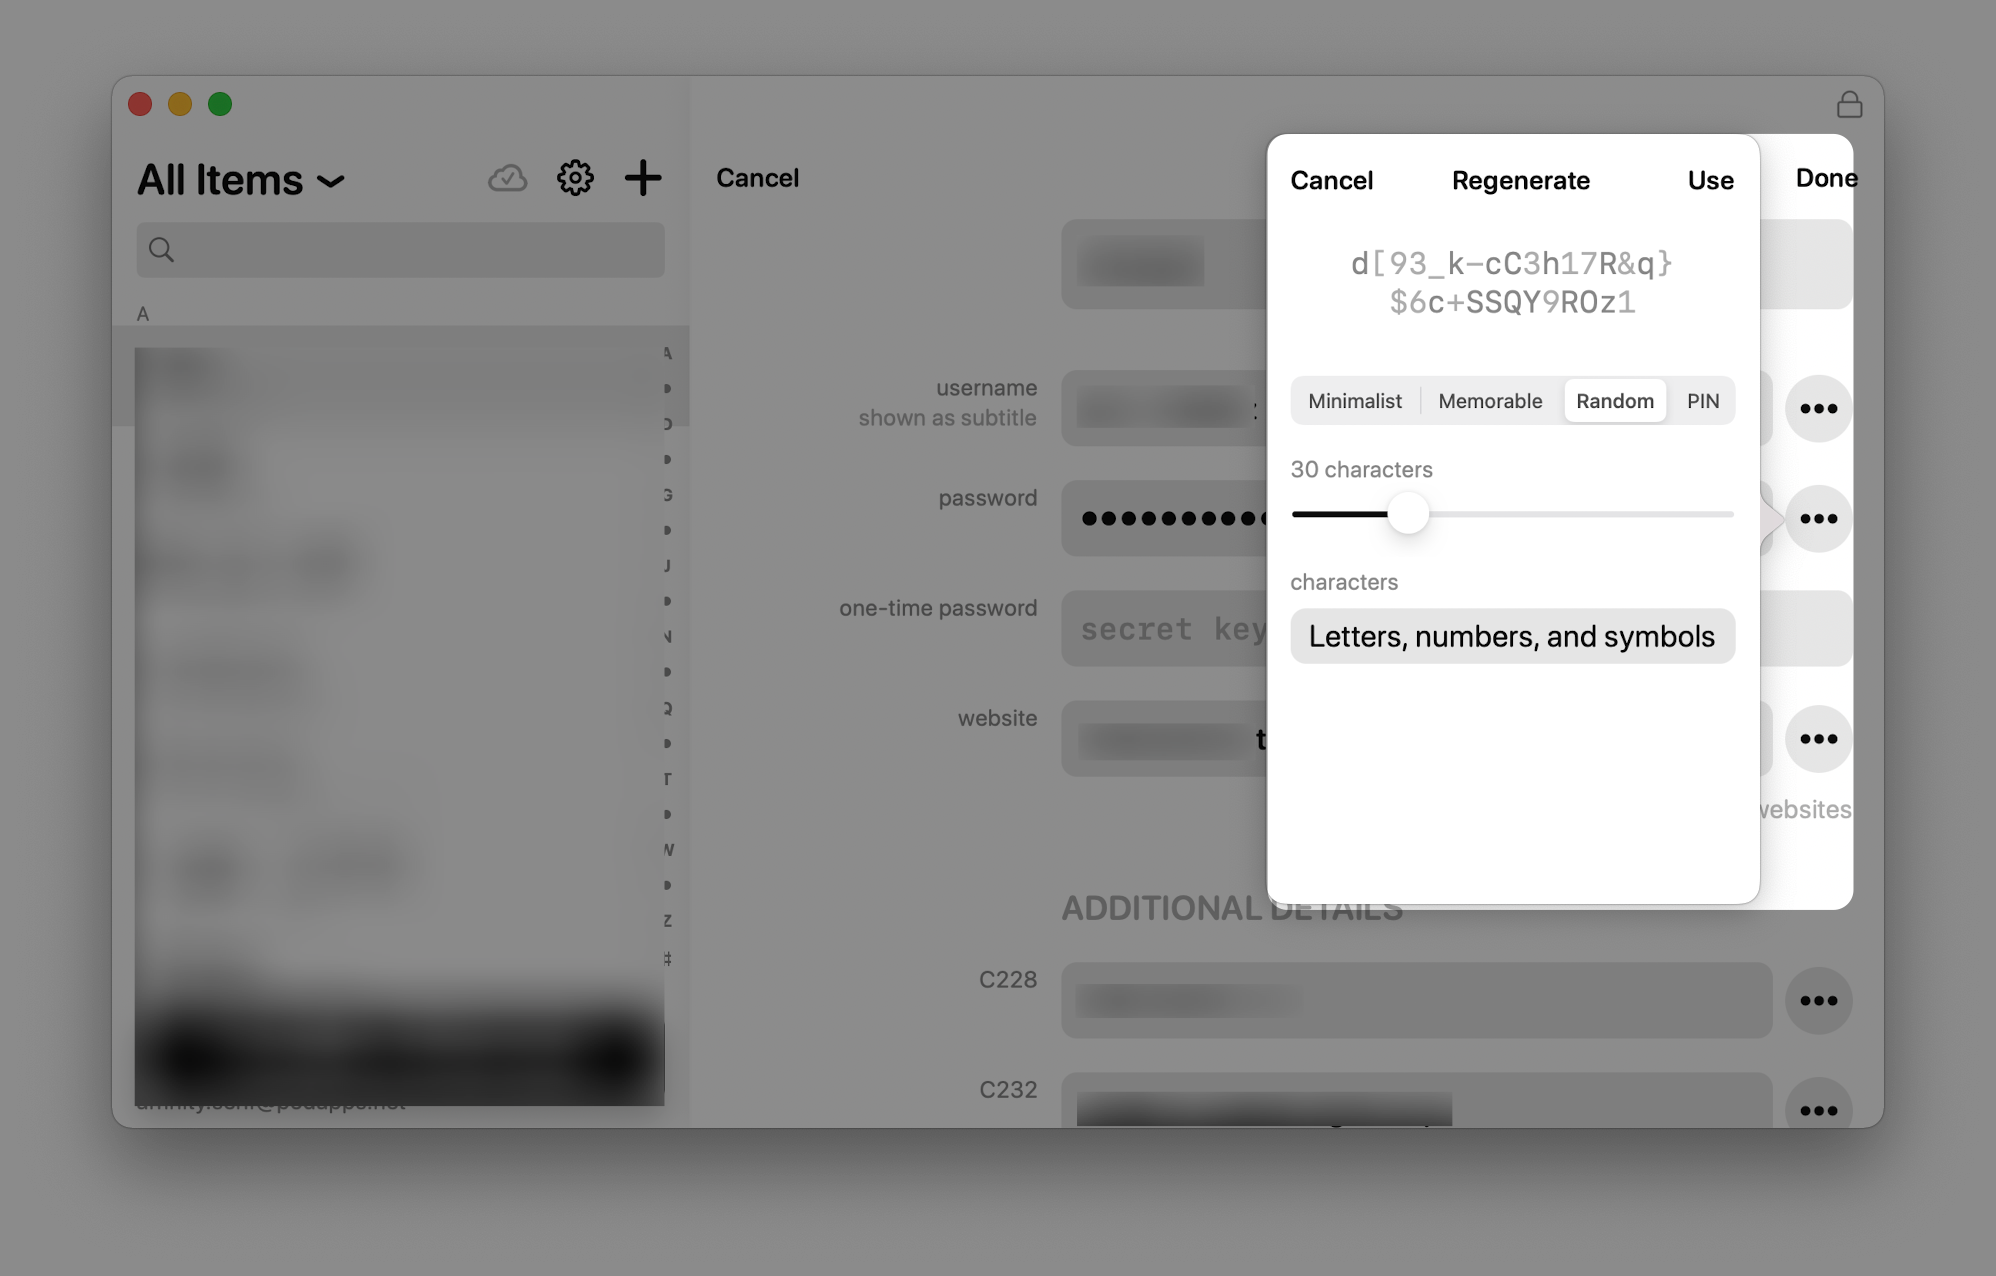 All Items
A
A
D
G
J
N
Q
T
W
Z
#
Cancel
Done
username
shown as subtitle
password
one-time password
secret key
website
websites
ADDITIONAL DETAILS
C228
C232
Cancel Regenerate Use
d[93_k-cC3h17R&q}
$6c+SSQY9ROz1
Minimalist Memorable Random PIN
30 characters
characters
Letters, numbers, and symbols